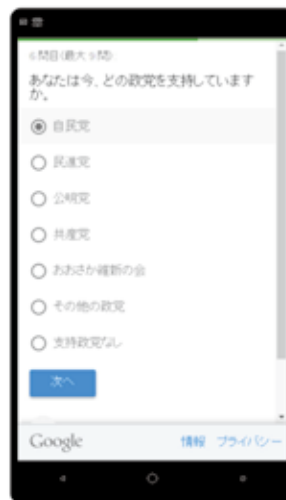 6 問目(最大 9 問)
あなたは今、どの政党を支持しています
か。
自民党
民進党
公明党
共産党
おおさか維新の会
その他の政党
支持政党なし
次へ
Google
情報 プライバシー